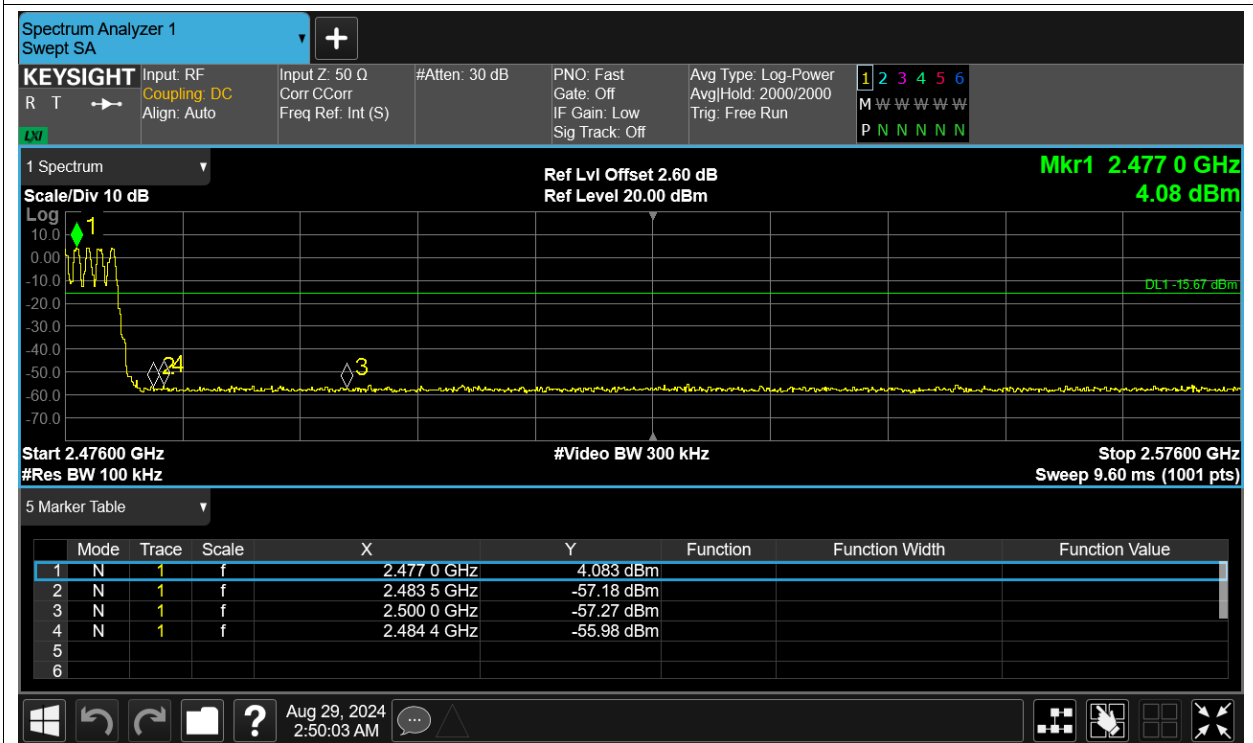 Spectrum Analyzer 1
Swept SA
+
KEYSIGHT
R T
LXI
Input: RF
Coupling: DC
Align: Auto
Input Z: 50 Ω
Corr CCorr
Freq Ref: Int (S)
#Atten: 30 dB
PNO: Fast
Gate: Off
IF Gain: Low
Sig Track: Off
Avg Type: Log-Power
Avg|Hold: 2000/2000
Trig: Free Run
1 2 3 4 5 6
M W W W W W
P N N N N N
1 Spectrum
Scale/Div 10 dB
Ref Lvl Offset 2.60 dB
Ref Level 20.00 dBm
Mkr1 2.477 0 GHz
4.08 dBm
Log
10.0
0.00
-10.0
-20.0
-30.0
-40.0
-50.0
-60.0
-70.0
1
DL1 -15.67 dBm
2 4
3
Start 2.47600 GHz
#Res BW 100 kHz
#Video BW 300 kHz
Stop 2.57600 GHz
Sweep 9.60 ms (1001 pts)
5 Marker Table
Mode Trace Scale X Y Function Function Width Function Value
1 N 1 f 2.477 0 GHz 4.083 dBm
2 N 1 f 2.483 5 GHz -57.18 dBm
3 N 1 f 2.500 0 GHz -57.27 dBm
4 N 1 f 2.484 4 GHz -55.98 dBm
5
6
?
Aug 29, 2024
2:50:03 AM